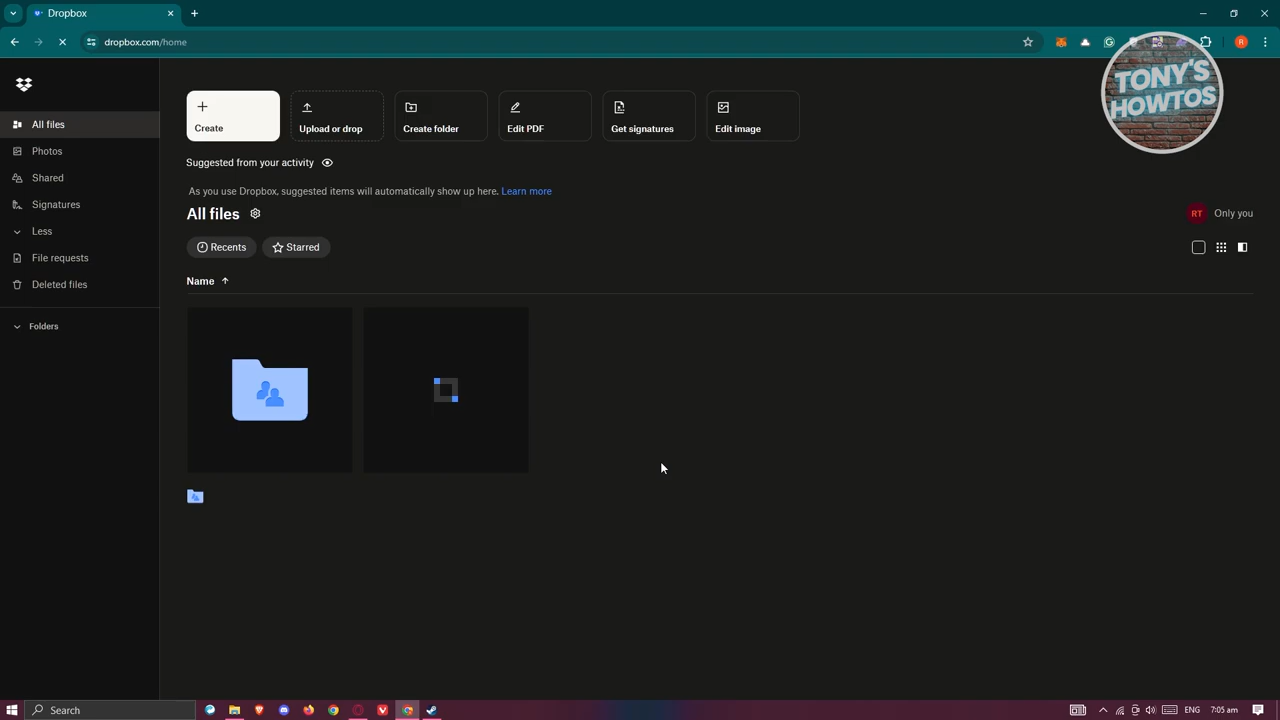 Dropbox
dropbox.com/home
TONY'S
HOWTOS
Create
Upload or drop
Create folder
Edit PDF
Get signatures
Edit image
All files
Photos
Shared
Signatures
Less
File requests
Deleted files
Folders
Suggested from your activity
As you use Dropbox, suggested items will automatically show up here. Learn more
All files
RT Only you
Recents
Starred
Name
Search
ENG
7:05 am